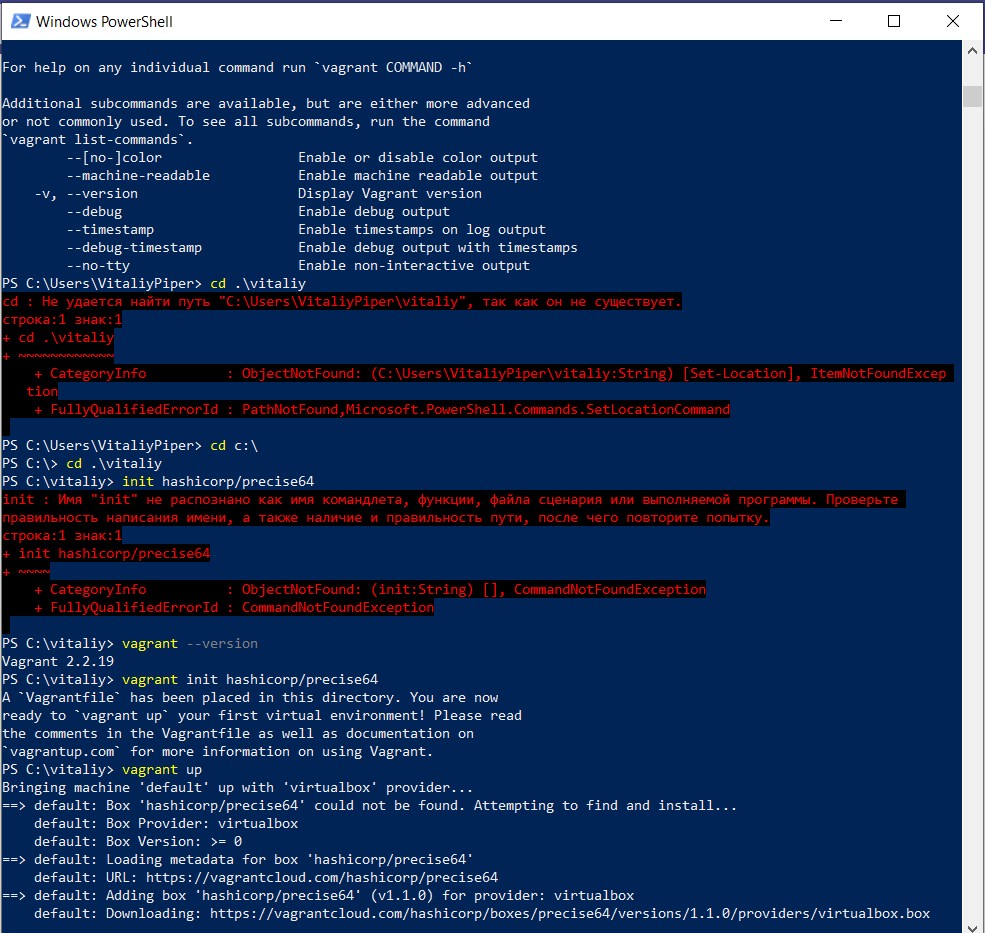 Windows PowerShell
For help on any individual command run `vagrant COMMAND -h`
Additional subcommands are available, but are either more advanced
or not commonly used. To see all subcommands, run the command
`vagrant list-commands`.
        --[no-]color                 Enable or disable color output
        --machine-readable           Enable machine readable output
    -v, --version                    Display Vagrant version
        --debug                      Enable debug output
        --timestamp                  Enable timestamps on log output
        --debug-timestamp            Enable debug output with timestamps
        --no-tty                     Enable non-interactive output
PS C:\Users\VitaliyPiper> cd .\vitaliy
cd : Не удается найти путь "C:\Users\VitaliyPiper\vitaliy", так как он не существует.
строка:1 знак:1
+ cd .\vitaliy
+ ~~~~~~~~~~~~
    + CategoryInfo          : ObjectNotFound: (C:\Users\VitaliyPiper\vitaliy:String) [Set-Location], ItemNotFoundExcep
   tion
    + FullyQualifiedErrorId : PathNotFound,Microsoft.PowerShell.Commands.SetLocationCommand
PS C:\Users\VitaliyPiper> cd c:\
PS C:\> cd .\vitaliy
PS C:\vitaliy> init hashicorp/precise64
init : Имя "init" не распознано как имя командлета, функции, файла сценария или выполняемой программы. Проверьте
правильность написания имени, а также наличие и правильность пути, после чего повторите попытку.
строка:1 знак:1
+ init hashicorp/precise64
+ ~~~~
    + CategoryInfo          : ObjectNotFound: (init:String) [], CommandNotFoundException
    + FullyQualifiedErrorId : CommandNotFoundException
PS C:\vitaliy> vagrant --version
Vagrant 2.2.19
PS C:\vitaliy> vagrant init hashicorp/precise64
A `Vagrantfile` has been placed in this directory. You are now
ready to `vagrant up` your first virtual environment! Please read
the comments in the Vagrantfile as well as documentation on
`vagrantup.com` for more information on using Vagrant.
PS C:\vitaliy> vagrant up
Bringing machine 'default' up with 'virtualbox' provider...
==> default: Box 'hashicorp/precise64' could not be found. Attempting to find and install...
    default: Box Provider: virtualbox
    default: Box Version: >= 0
==> default: Loading metadata for box 'hashicorp/precise64'
    default: URL: https://vagrantcloud.com/hashicorp/precise64
==> default: Adding box 'hashicorp/precise64' (v1.1.0) for provider: virtualbox
    default: Downloading: https://vagrantcloud.com/hashicorp/boxes/precise64/versions/1.1.0/providers/virtualbox.box